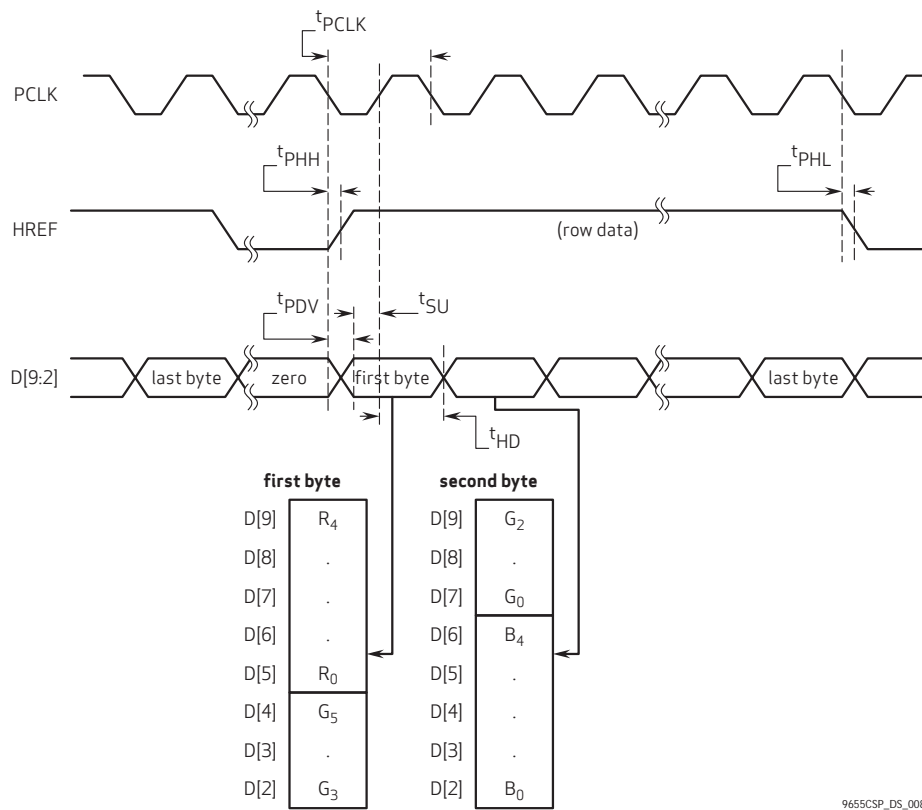 tPCLK
PCLK
tPHH
tPHL
HREF
(row data)
tPDV
tSU
D[9:2]
last byte
zero
first byte
last byte
tHD
first byte
second byte
D[9] R4
D[8] .
D[7] .
D[6] .
D[5] R0
D[4] G5
D[3] .
D[2] G3
D[9] G2
D[8] .
D[7] G0
D[6] B4
D[5] .
D[4] .
D[3] .
D[2] B0